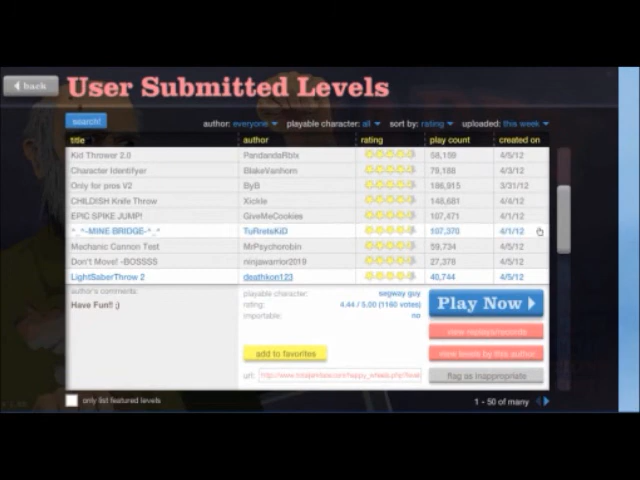 back
User Submitted Levels
search!
author: everyone playable character: all sort by: rating uploaded: this week
title author rating play count created on
Kid Thrower 2.0 PandandaRblx 58,159 4/5/12
Character Identifyer BlakeVanhorn 79,188 4/3/12
Only for pros V2 ByB 186,915 3/31/12
CHILDISH Knife Throw Xickle 148,681 4/4/12
EPIC SPIKE JUMP! GiveMeCookies 107,471 4/1/12
^_^-MINE BRIDGE-^_^ TuRretsKiD 107,370 4/1/12
Mechanic Cannon Test MrPsychorobin 59,734 4/5/12
Don't Move! -BOSSSS ninjawarrior2019 27,378 4/5/12
LightSaberThrow 2 deathkon123 40,744 4/5/12
author's comments:
Have Fun!! ;)
playable character: segway guy
rating: 4.44 / 5.00 (1160 votes)
importable: no
Play Now
view replays/records
add to favorites
view levels by this author
url:
flag as inappropriate
only list featured levels
1 - 50 of many